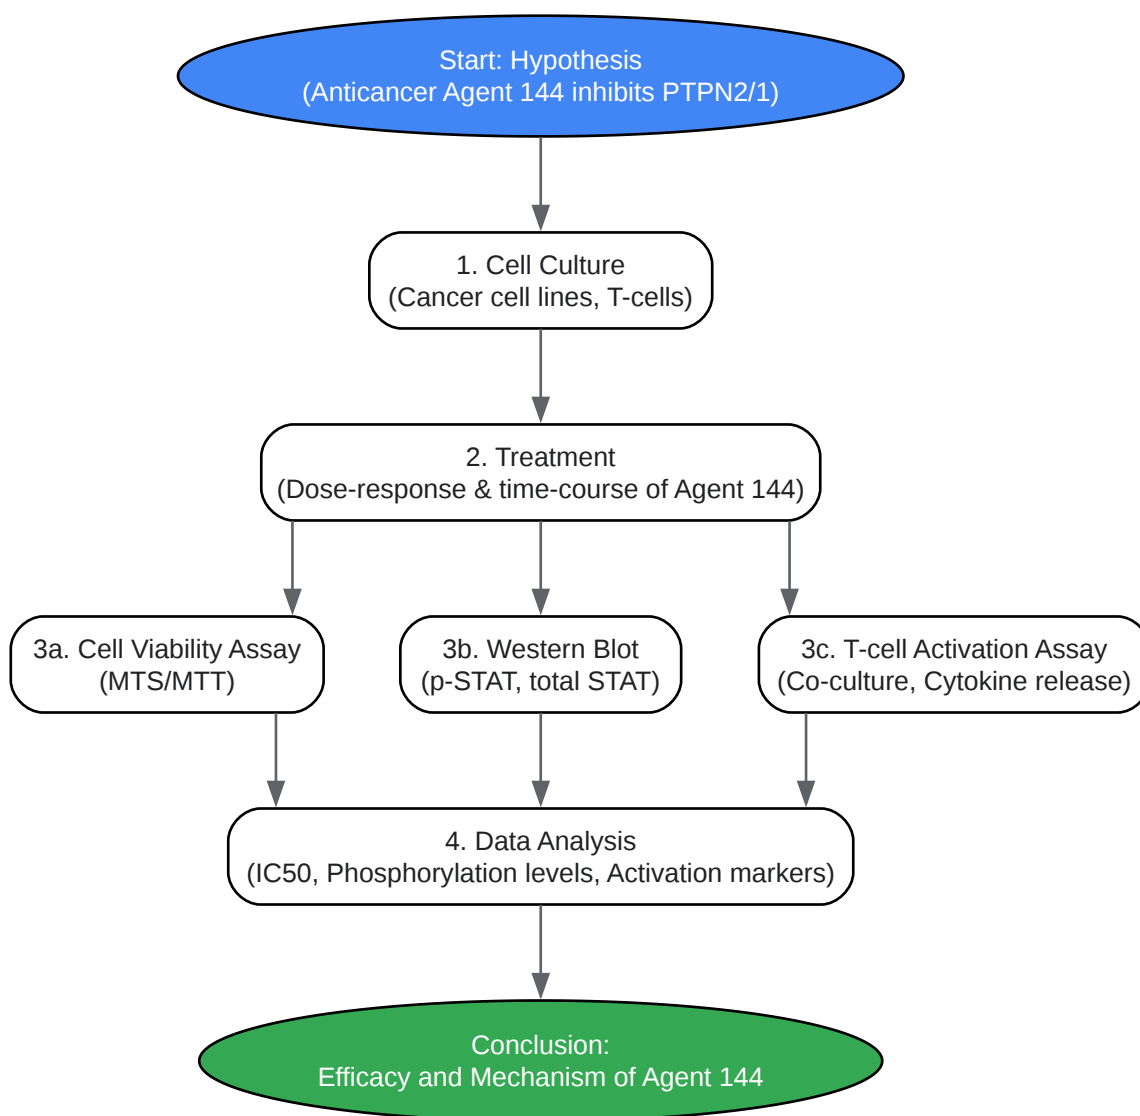 Start: Hypothesis
(Anticancer Agent 144 inhibits PTPN2/1)
1. Cell Culture
(Cancer cell lines, T-cells)
2. Treatment
(Dose-response & time-course of Agent 144)
3a. Cell Viability Assay
(MTS/MTT)
3b. Western Blot
(p-STAT, total STAT)
3c. T-cell Activation Assay
(Co-culture, Cytokine release)
4. Data Analysis
(IC50, Phosphorylation levels, Activation markers)
Conclusion:
Efficacy and Mechanism of Agent 144